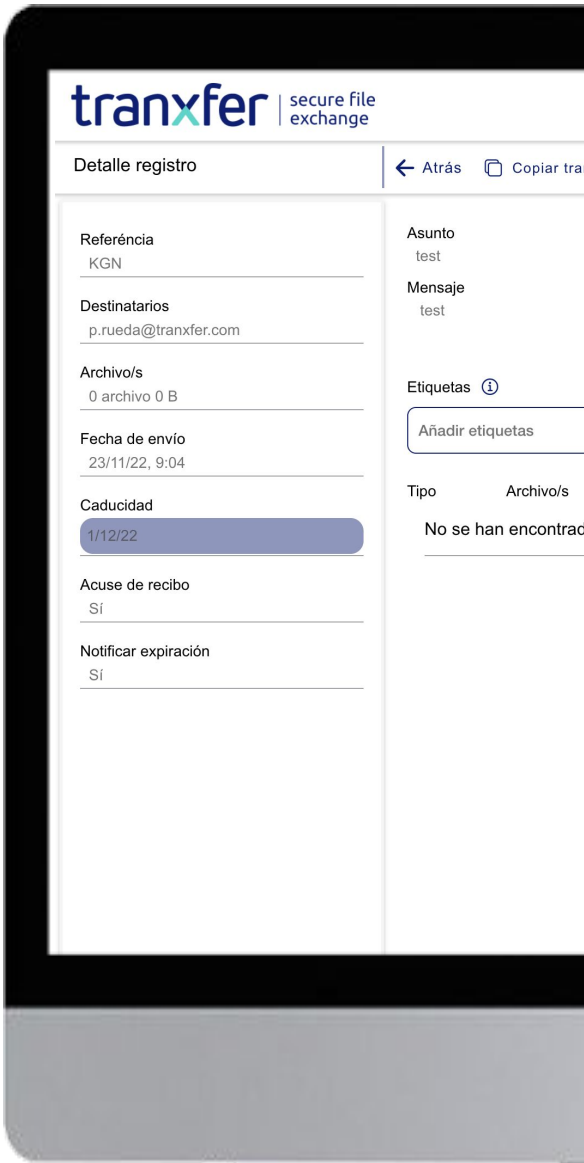 tranxfer
secure file
exchange
Detalle registro
Atrás
Copiar
Referéncia
KGN
Destinatarios
p.rueda@tranxfer.com
Archivo/s
0 archivo 0 B
Fecha de envío
23/11/22, 9:04
Caducidad
1/12/22
Acuse de recibo
Sí
Notificar expiración
Sí
Asunto
test
Mensaje
test
Etiquetas
Añadir etiquetas
Tipo Archivo/s
No se han